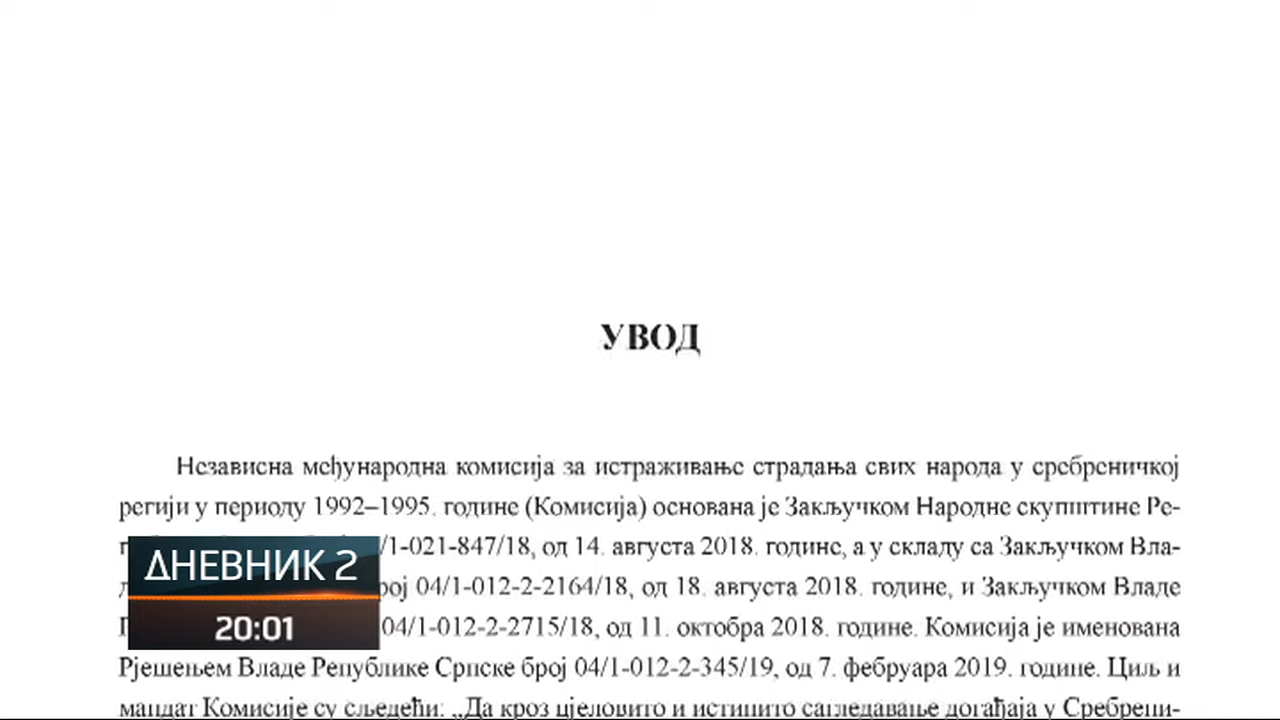 УВОД
Независна међународна комисија за истраживање страдања свих народа у сребреничкој
регији у периоду 1992–1995. године (Комисија) основана је Закључком Народне скупштине Ре-
/1-021-847/18, од 14. августа 2018. године, а у складу са Закључком Вла-
04/1-012-2-2164/18, од 18. августа 2018. године, и Закључком Владе
04/1-012-2-2715/18, од 11. октобра 2018. године. Комисија је именована
Рјешењем Владе Републике Српске број 04/1-012-2-345/19, од 7. фебруара 2019. године. Циљ и
мандат Комисије су сљедећи: „Да кроз цјеловито и истинито сагледавање догађаја у Сребрени-
ДНЕВНИК 2
20:01